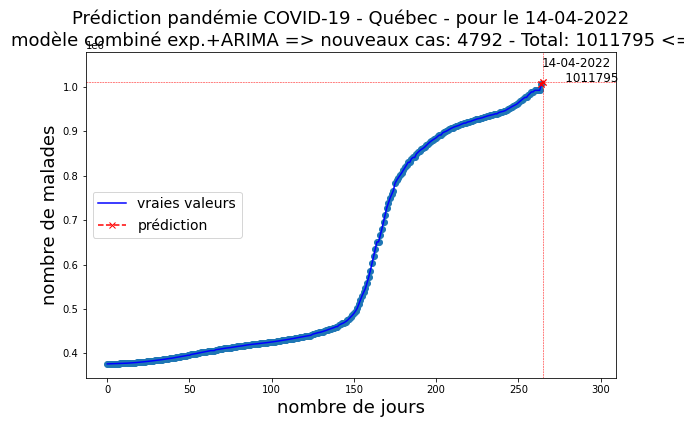 Prédiction pandémie COVID-19 - Québec - pour le 14-04-2022
modèle combiné exp.+ARIMA => nouveaux cas: 4792 - Total: 1011795 <=
1e6
14-04-2022
1011795
1.0
0.9
0.8
0.7
0.6
0.5
0.4
nombre de malades
vraies valeurs
prédiction
0 50 100 150 200 250 300
nombre de jours